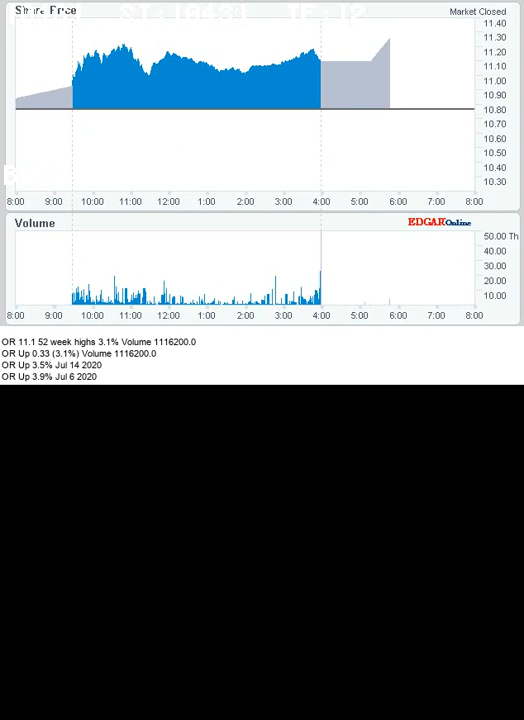 Share Price
Market Closed
11.40
11.30
11.20
11.10
11.00
10.90
10.80
10.70
10.60
10.50
10.40
10.30
8:00 9:00 10:00 11:00 12:00 1:00 2:00 3:00 4:00 5:00 6:00 7:00 8:00
Volume
EDGAR Online
50.00 Th
40.00
30.00
20.00
10.00
8:00 9:00 10:00 11:00 12:00 1:00 2:00 3:00 4:00 5:00 6:00 7:00 8:00
OR 11.1 52 week highs 3.1% Volume 1116200.0
OR Up 0.33 (3.1%) Volume 1116200.0
OR Up 3.5% Jul 14 2020
OR Up 3.9% Jul 6 2020